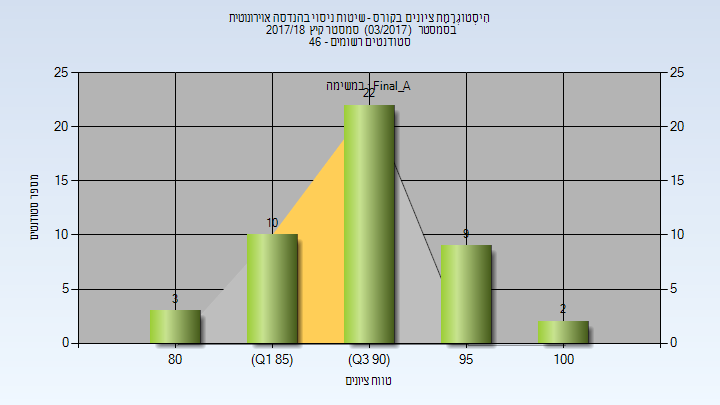 היסטוגרמת ציונים בקורס - שיטות ניסוי בהנדסה אוירונוטית
בסמסטר (03/2017) סמסטר קיץ 2017/18
סטודנטים רשומים - 46
במשימה : Final_A
25
20
15
10
5
0
25
20
15
10
5
0
מספר סטודנטים
3
10
22
9
2
80
(Q1 85)
(Q3 90)
95
100
טווח ציונים